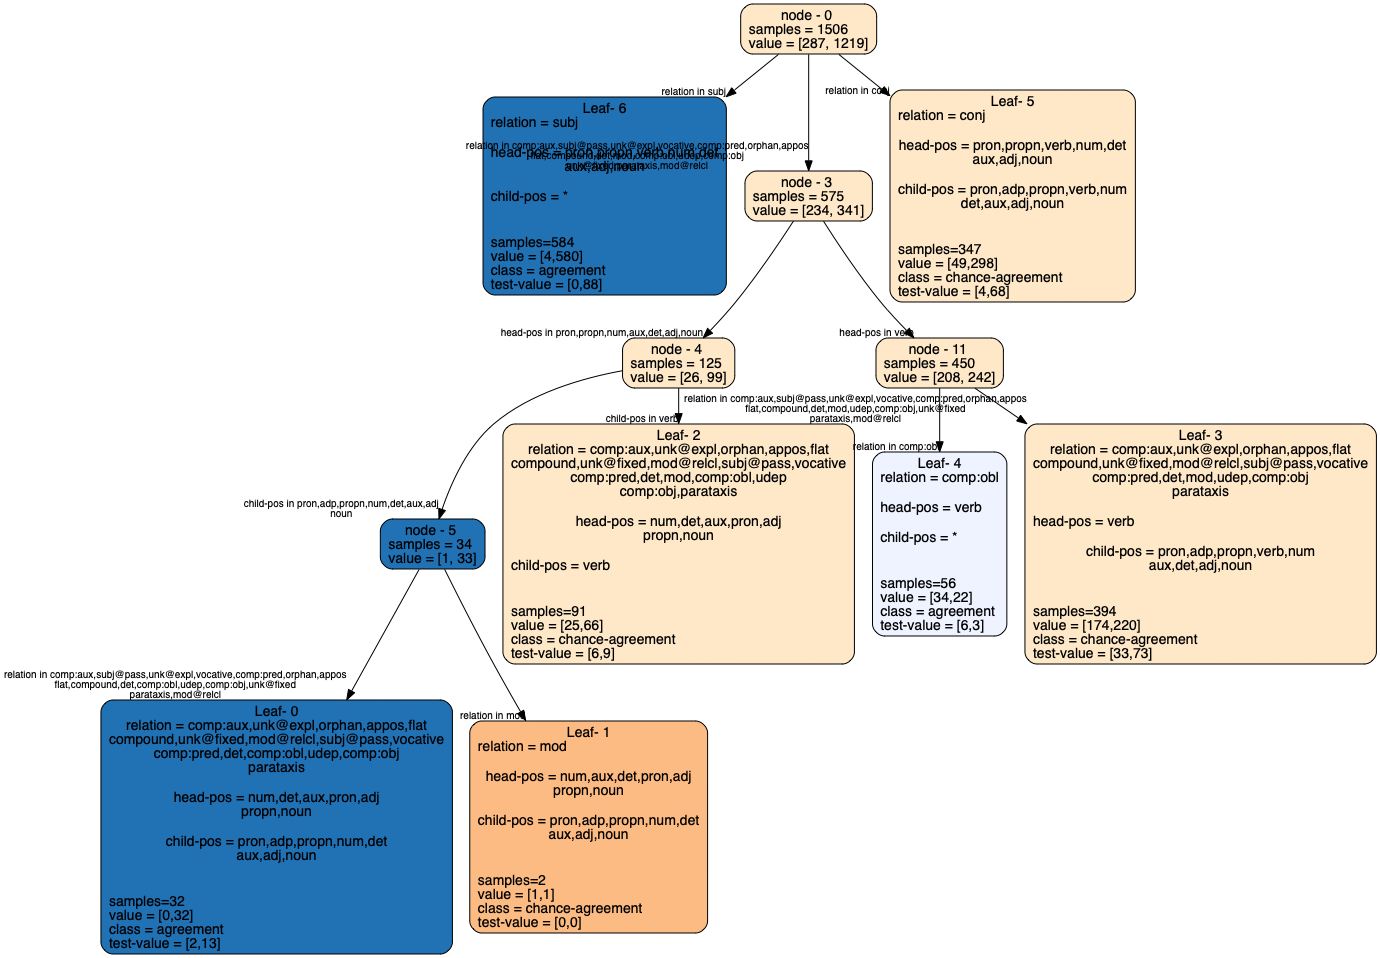 node - 0
samples = 1506
value = [287, 1219]
relation in subj
relation in conj
Leaf- 6
relation = subj
head-pos = pron,propn,verb,num,det
aux,adj,noun
child-pos = *
samples=584
value = [4,580]
class = agreement
test-value = [0,88]
relation in comp:aux,subj@pass,unk@expl,vocative,comp:pred,orphan,appos
flat,compound,det,mod,comp:obl,udep,comp:obj
unk@fixed,parataxis,mod@relcl
Leaf- 5
relation = conj
head-pos = pron,propn,verb,num,det
aux,adj,noun
child-pos = pron,adp,propn,verb,num
det,aux,adj,noun
samples=347
value = [49,298]
class = chance-agreement
test-value = [4,68]
node - 3
samples = 575
value = [234, 341]
head-pos in pron,propn,num,aux,det,adj,noun
head-pos in verb
node - 4
samples = 125
value = [26, 99]
node - 11
samples = 450
value = [208, 242]
child-pos in verb
relation in comp:aux,subj@pass,unk@expl,vocative,comp:pred,orphan,appos
flat,compound,det,mod,udep,comp:obj,unk@fixed
parataxis,mod@relcl
relation in comp:obl
Leaf- 2
relation = comp:aux,unk@expl,orphan,appos,flat
compound,unk@fixed,mod@relcl,subj@pass,vocative
comp:pred,det,mod,comp:obl,udep
comp:obj,parataxis
head-pos = num,det,aux,pron,adj
propn,noun
child-pos = verb
samples=91
value = [25,66]
class = chance-agreement
test-value = [6,9]
Leaf- 4
relation = comp:obl
head-pos = verb
child-pos = *
samples=56
value = [34,22]
class = agreement
test-value = [6,3]
Leaf- 3
relation = comp:aux,unk@expl,orphan,appos,flat
compound,unk@fixed,mod@relcl,subj@pass,vocative
comp:pred,det,mod,udep,comp:obj
parataxis
head-pos = verb
child-pos = pron,adp,propn,verb,num
aux,det,adj,noun
samples=394
value = [174,220]
class = chance-agreement
test-value = [33,73]
child-pos in pron,adp,propn,num,det,aux,adj
noun
node - 5
samples = 34
value = [1, 33]
relation in comp:aux,subj@pass,unk@expl,vocative,comp:pred,orphan,appos
flat,compound,det,comp:obl,udep,comp:obj,unk@fixed
parataxis,mod@relcl
relation in mod
Leaf- 0
relation = comp:aux,unk@expl,orphan,appos,flat
compound,unk@fixed,mod@relcl,subj@pass,vocative
comp:pred,det,comp:obl,udep,comp:obj
parataxis
head-pos = num,det,aux,pron,adj
propn,noun
child-pos = pron,adp,propn,num,det
aux,adj,noun
samples=32
value = [0,32]
class = agreement
test-value = [2,13]
Leaf- 1
relation = mod
head-pos = num,aux,det,pron,adj
propn,noun
child-pos = pron,adp,propn,num,det
aux,adj,noun
samples=2
value = [1,1]
class = chance-agreement
test-value = [0,0]